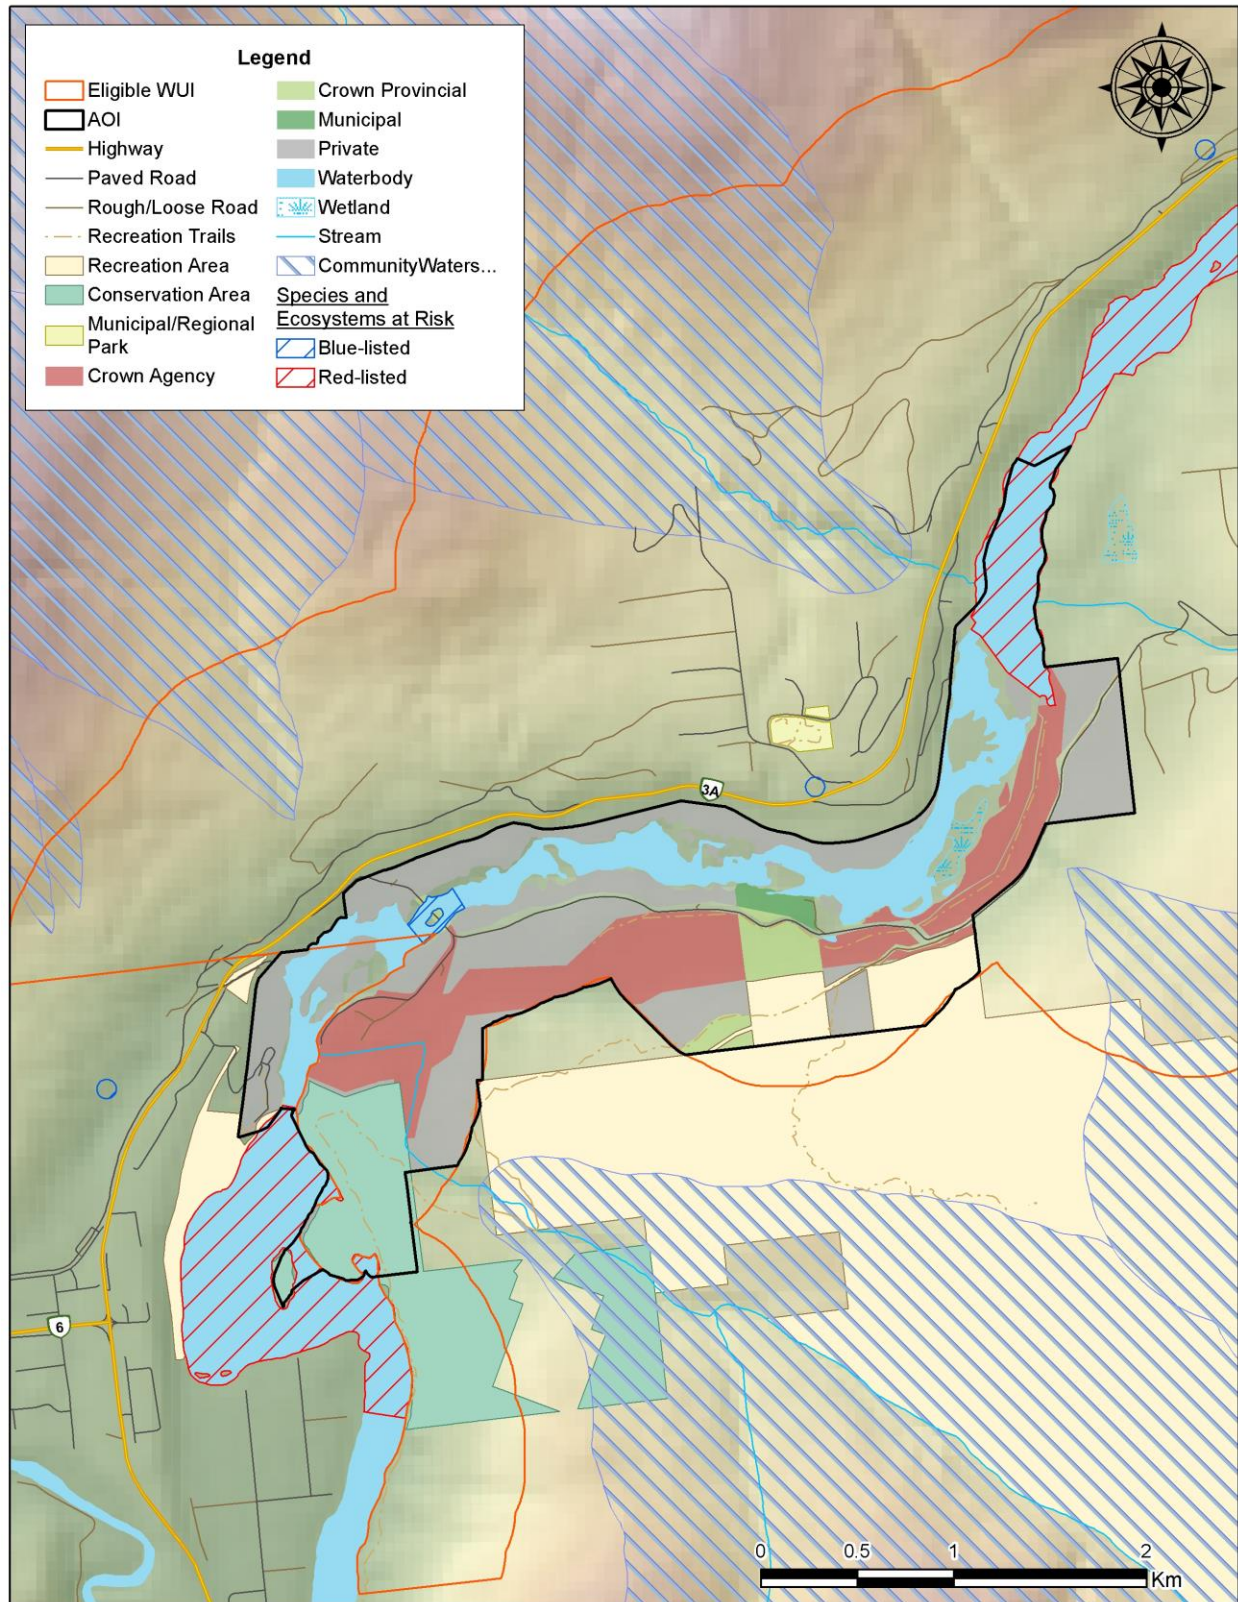 Legend
Eligible WUI
AOI
Highway
Paved Road
Rough/Loose Road
Recreation Trails
Recreation Area
Conservation Area
Municipal/Regional
Park
Crown Agency
Crown Provincial
Municipal
Private
Waterbody
Wetland
Stream
CommunityWaters...
Species and
Ecosystems at Risk
Blue-listed
Red-listed
3A
6
0 0.5 1 2
Km